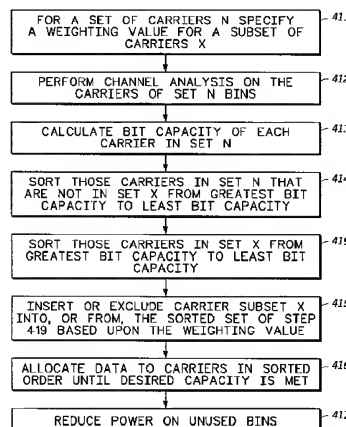 FOR A SET OF CARRIERS N SPECIFY
A WEIGHTING VALUE FOR A SUBSET OF
CARRIERS X
PERFORM CHANNEL ANALYSIS ON THE
CARRIERS OF SET N BINS
412
CALCULATE BIT CAPACITY OF EACH
CARRIER IN SET N
413
SORT THOSE CARRIERS IN SET N THAT
ARE NOT IN SET X FROM GREATEST BIT
CAPACITY TO LEAST BIT CAPACITY
414
SORT THOSE CARRIERS IN SET X FROM
GREATEST BIT CAPACITY TO LEAST BIT
CAPACITY
INSERT OR EXCLUDE CARRIER SUBSET X
INTO, OR FROM, THE SORTED SET OF STEP
419 BASED UPON THE WEIGHTING VALUE
415
ALLOCATE DATA TO CARRIERS IN SORTED
ORDER UNTIL DESIRED CAPACITY IS MET
416
REDUCE POWER ON UNUSED BINS
417